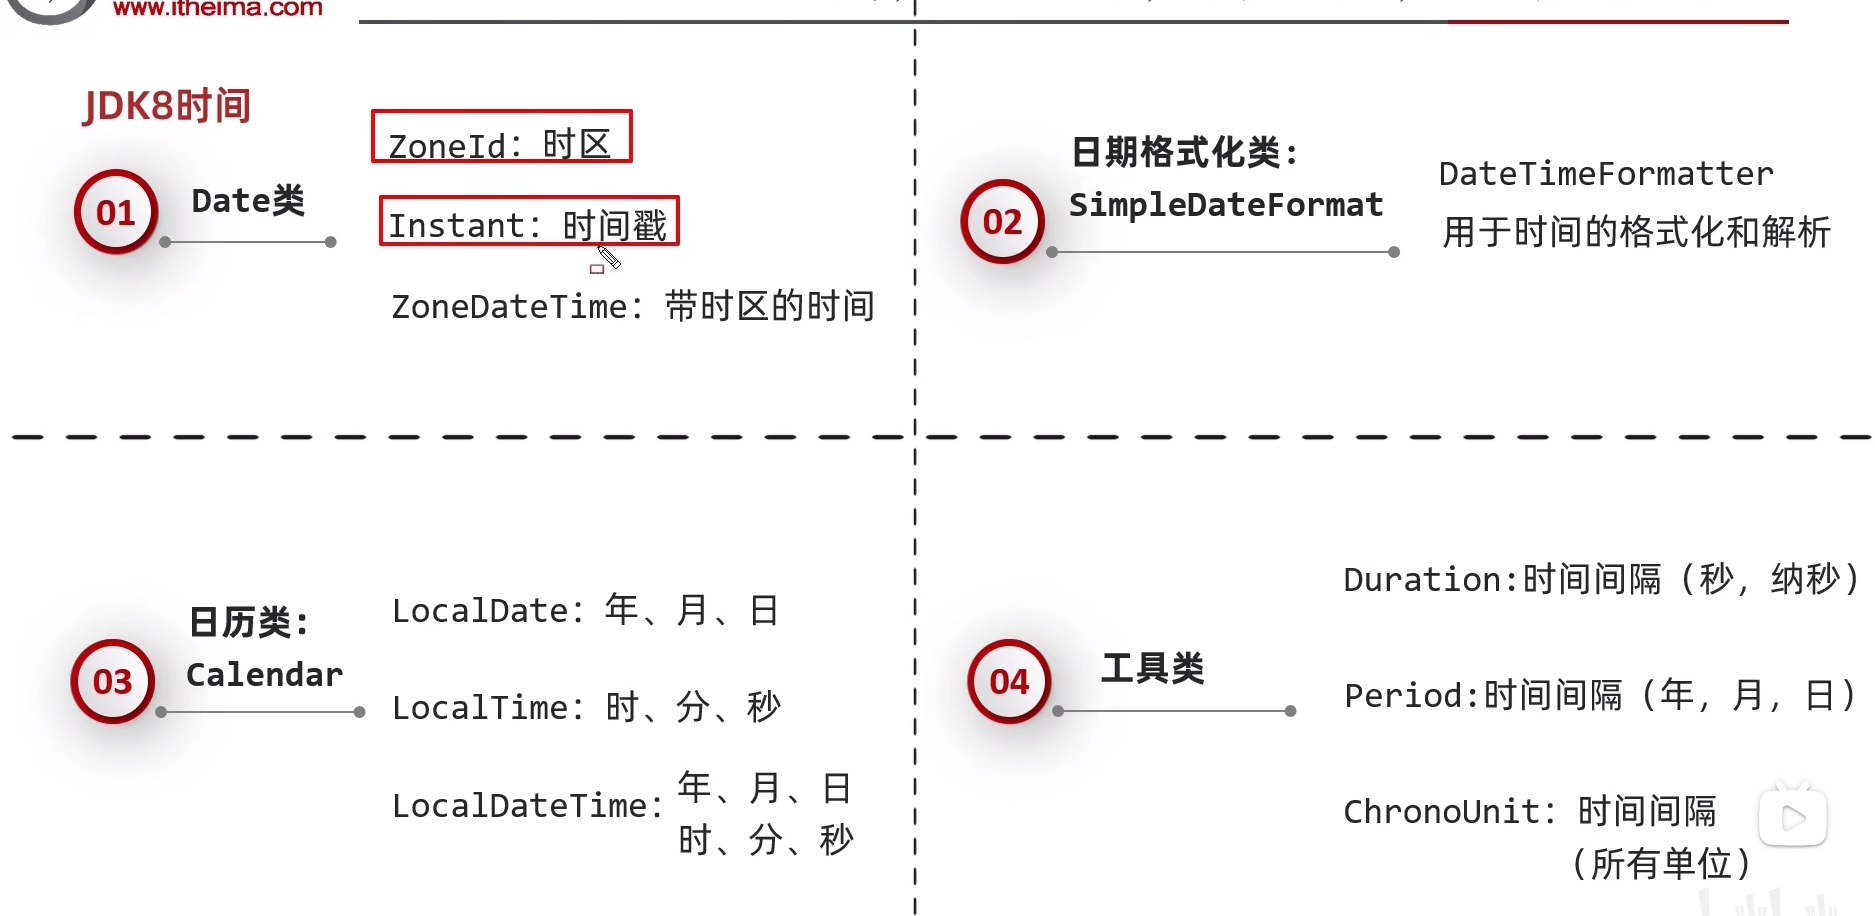 www.itheima.com
JDK8时间
01
Date类
ZoneId：时区
Instant：时间戳
ZoneDateTime：带时区的时间
02
日期格式化类：
SimpleDateFormat
DateTimeFormatter
用于时间的格式化和解析
03
日历类：
Calendar
LocalDate：年、月、日
LocalTime：时、分、秒
LocalDateTime：年、月、日
时、分、秒
04
工具类
Duration:时间间隔（秒，纳秒）
Period:时间间隔（年，月，日）
ChronoUnit：时间间隔
（所有单位）